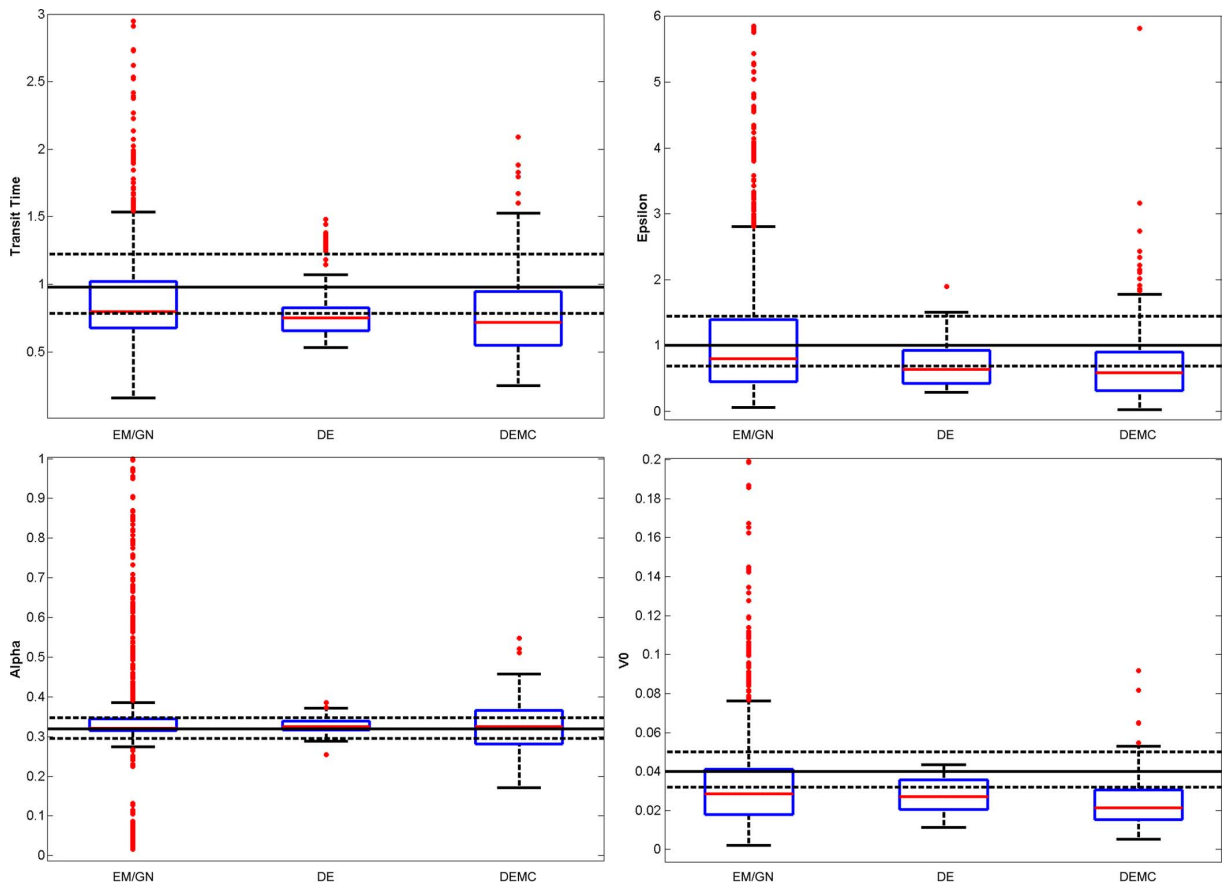 3
2.5
2
1.5
1
0.5
Transit Time
EM/GN
DE
DEMC
6
5
4
3
2
1
0
Epsilon
EM/GN
DE
DEMC
1
0.9
0.8
0.7
0.6
0.5
0.4
0.3
0.2
0.1
0
Alpha
EM/GN
DE
DEMC
0.2
0.18
0.16
0.14
0.12
0.1
0.08
0.06
0.04
0.02
0
V0
EM/GN
DE
DEMC